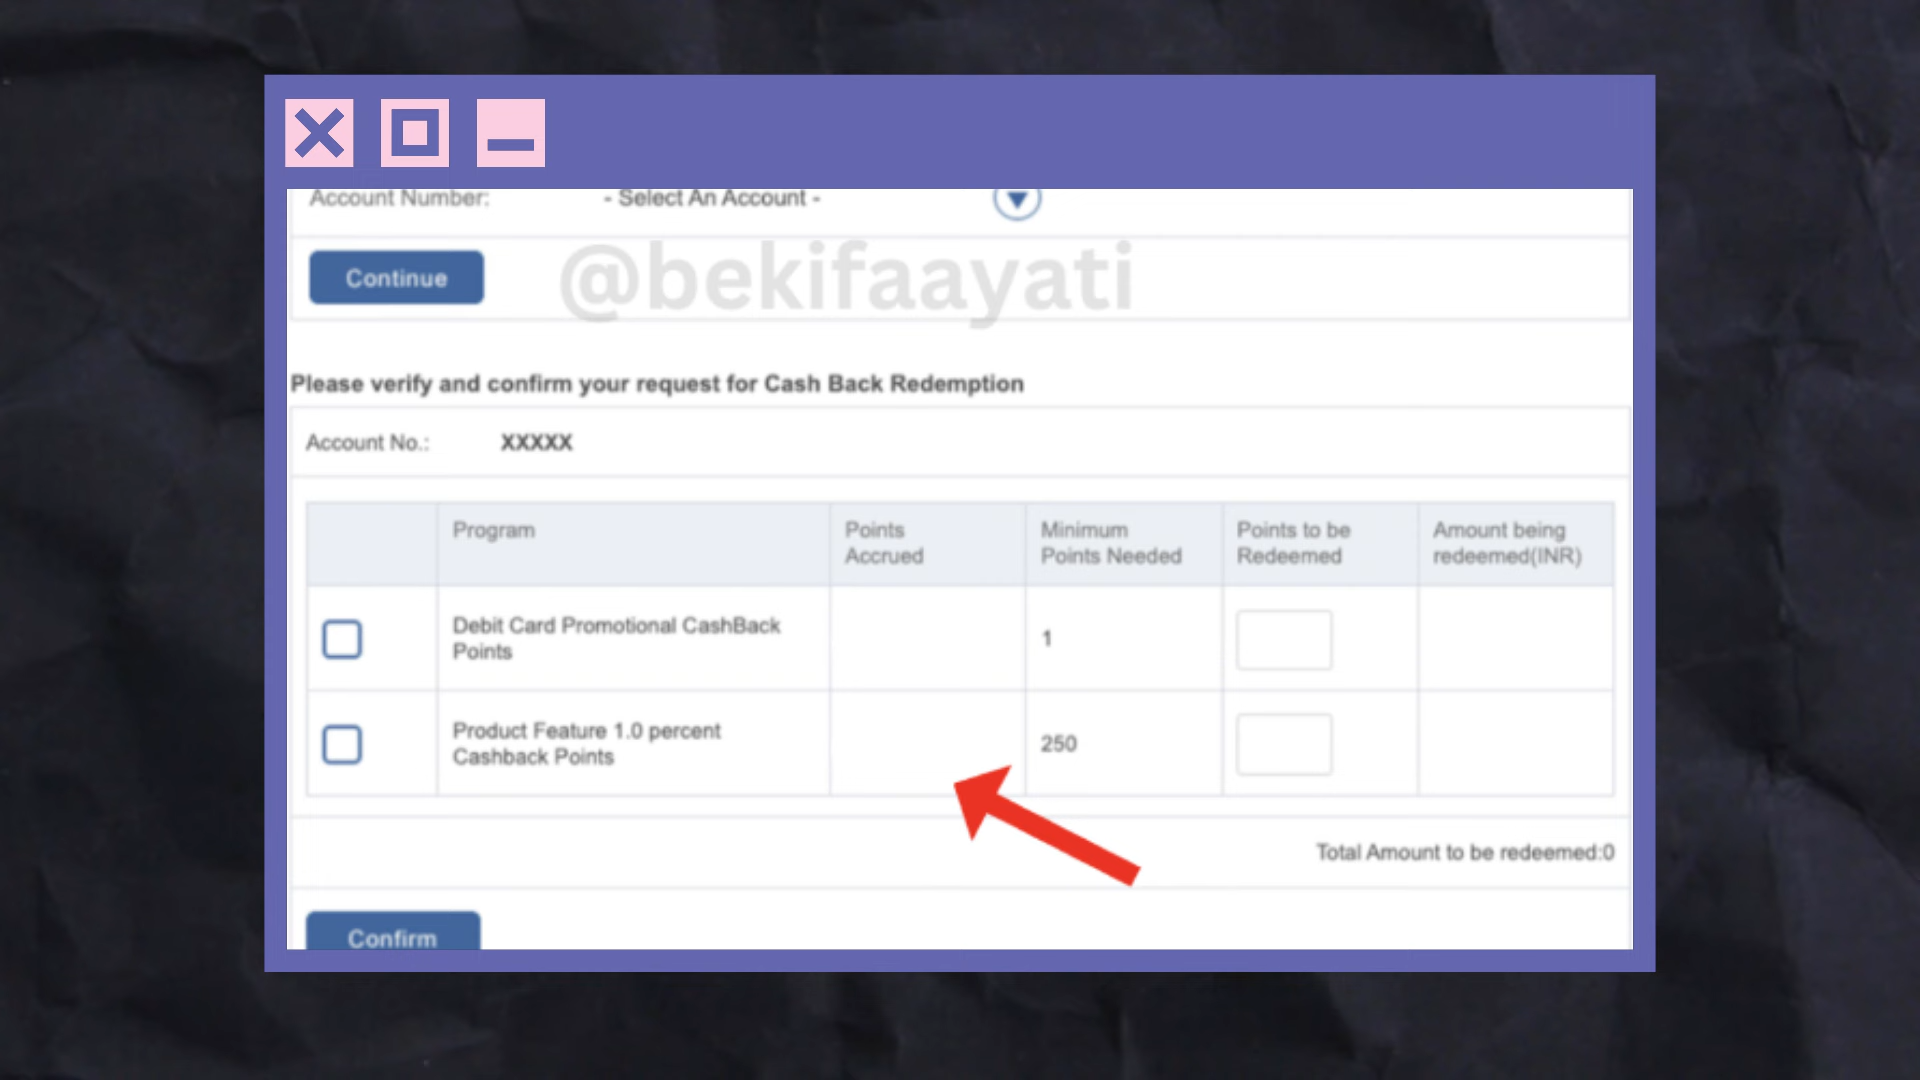 Account Number: - Select An Account -
Continue
@bekifaayati
Please verify and confirm your request for Cash Back Redemption
Account No.: XXXXX
Program Points Accrued Minimum Points Needed Points to be Redeemed Amount being redeemed(INR)
Debit Card Promotional CashBack Points 1
Product Feature 1.0 percent Cashback Points 250
Total Amount to be redeemed:0
Confirm